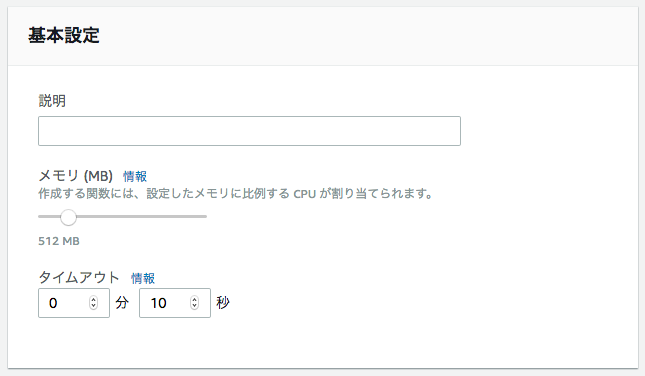 基本設定
説明
メモリ (MB) 情報
作成する関数には、設定したメモリに比例する CPU が割り当てられます。
512 MB
タイムアウト 情報
0 分 10 秒